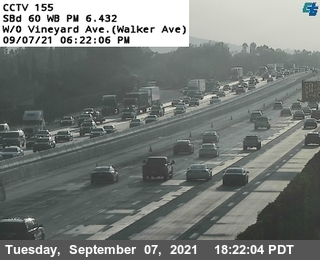 CCTV 155
SBd 60 WB PM 6.432
W/O Vineyard Ave.(Walker Ave)
09/07/21 06:22:06 PM
Tuesday, September 07, 2021 18:22:04 PDT